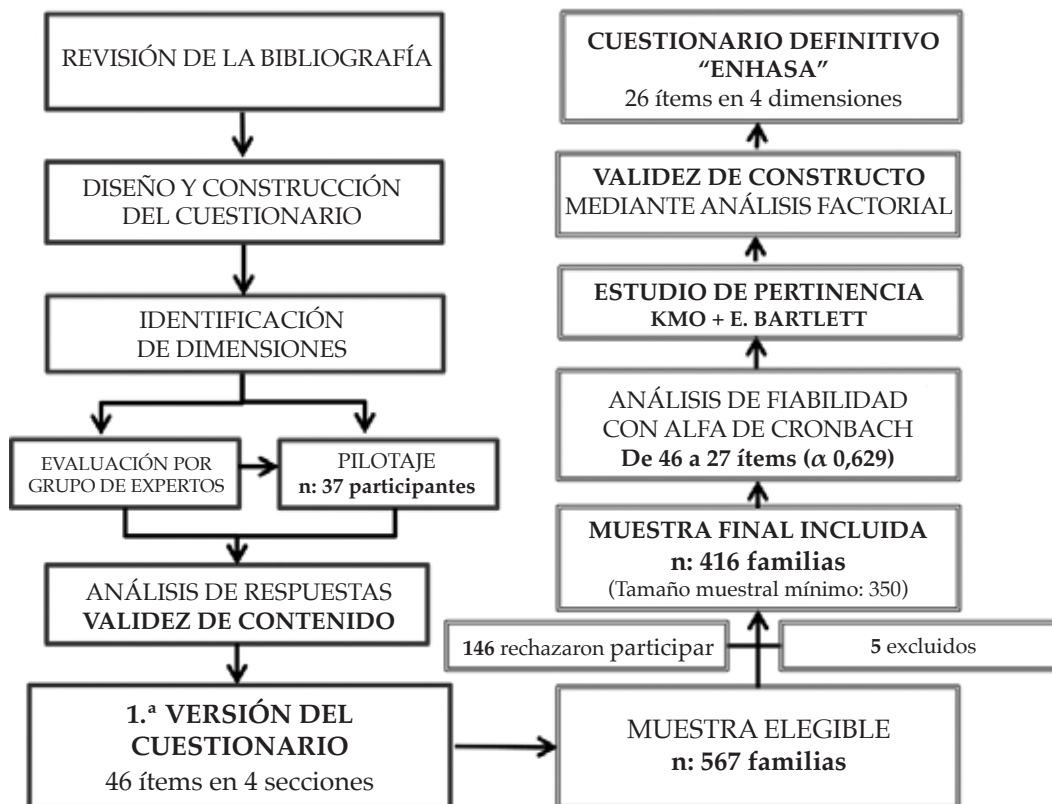 REVISIÓN DE LA BIBLIOGRAFÍA
DISEÑO Y CONSTRUCCIÓN
DEL CUESTIONARIO
IDENTIFICACIÓN
DE DIMENSIONES
EVALUACIÓN POR
GRUPO DE EXPERTOS
PILOTAJE
n: 37 participantes
ANÁLISIS DE RESPUESTAS
VALIDEZ DE CONTENIDO
1.ª VERSIÓN DEL
CUESTIONARIO
46 ítems en 4 secciones
MUESTRA ELEGIBLE
n: 567 familias
146 rechazaron participar
5 excluidos
MUESTRA FINAL INCLUIDA
n: 416 familias
(Tamaño muestral mínimo: 350)
ANÁLISIS DE FIABILIDAD
CON ALFA DE CRONBACH
De 46 a 27 ítems (α 0,629)
ESTUDIO DE PERTINENCIA
KMO + E. BARTLETT
VALIDEZ DE CONSTRUCTO
MEDIANTE ANÁLISIS FACTORIAL
CUESTIONARIO DEFINITIVO
“ENHASA”
26 ítems en 4 dimensiones